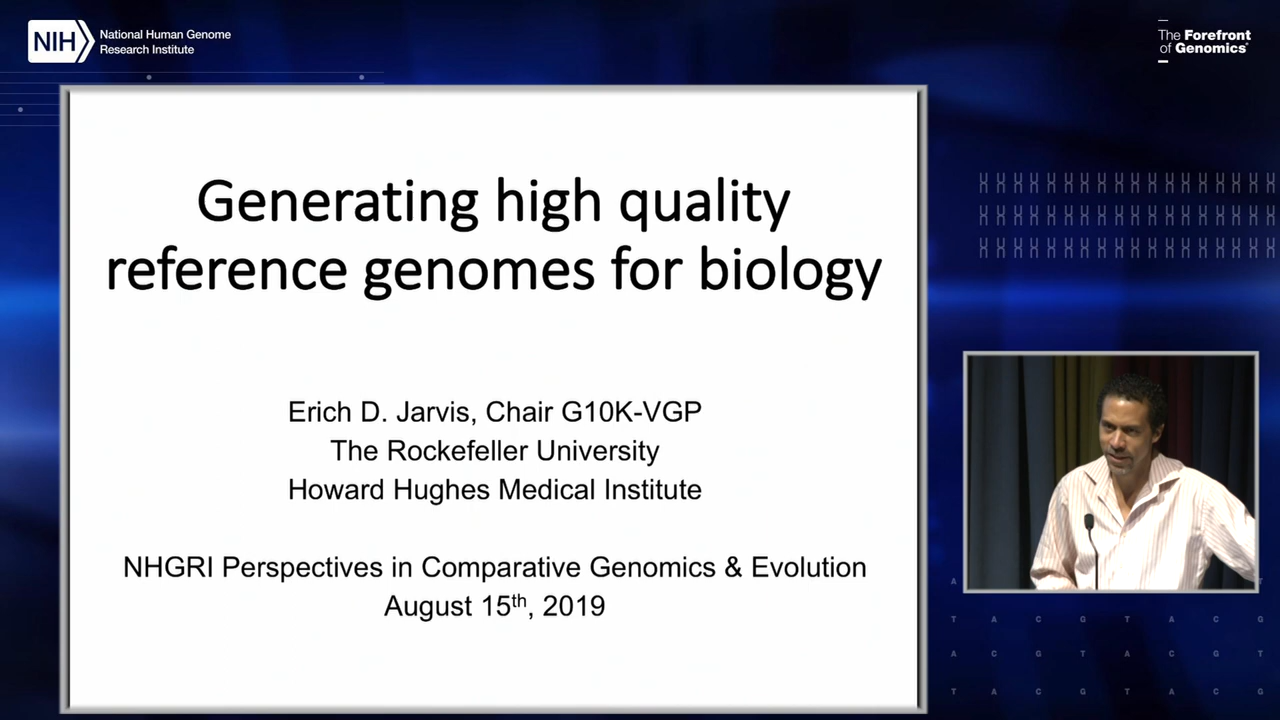 NIH
National Human Genome
Research Institute
The Forefront
of Genomics®
Generating high quality
reference genomes for biology
Erich D. Jarvis, Chair G10K-VGP
The Rockefeller University
Howard Hughes Medical Institute
NHGRI Perspectives in Comparative Genomics & Evolution
August 15th, 2019
A T
T A C G T A C G
A C G T A C G T
T A C G T A C G